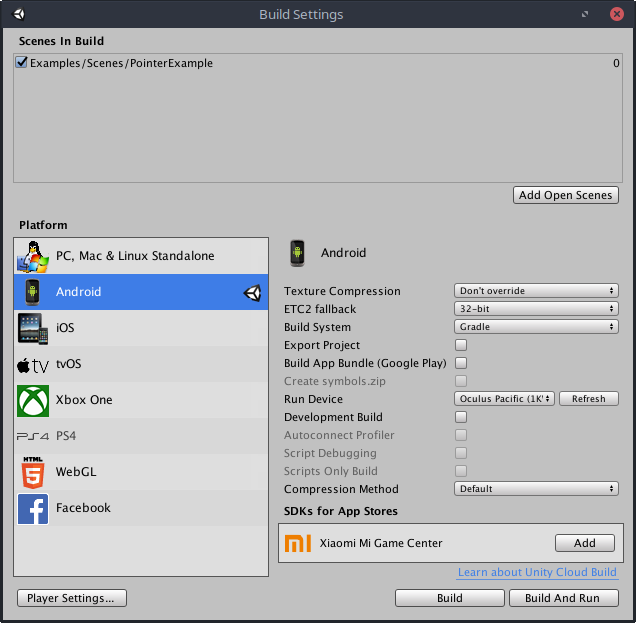 Build Settings
Scenes In Build
Examples/Scenes/PointerExample 0
Add Open Scenes
Platform
PC, Mac & Linux Standalone
Android
iOS
tv
tvOS
Xbox One
PS4
PS4
HTML
5
WebGL
f
Facebook
Android
Texture Compression Don't override
ETC2 fallback 32-bit
Build System Gradle
Export Project
Build App Bundle (Google Play)
Create symbols.zip
Run Device Oculus Pacific (1K Refresh
Development Build
Autoconnect Profiler
Script Debugging
Scripts Only Build
Compression Method Default
SDKs for App Stores
mi Xiaomi Mi Game Center Add
Learn about Unity Cloud Build
Player Settings... Build Build And Run